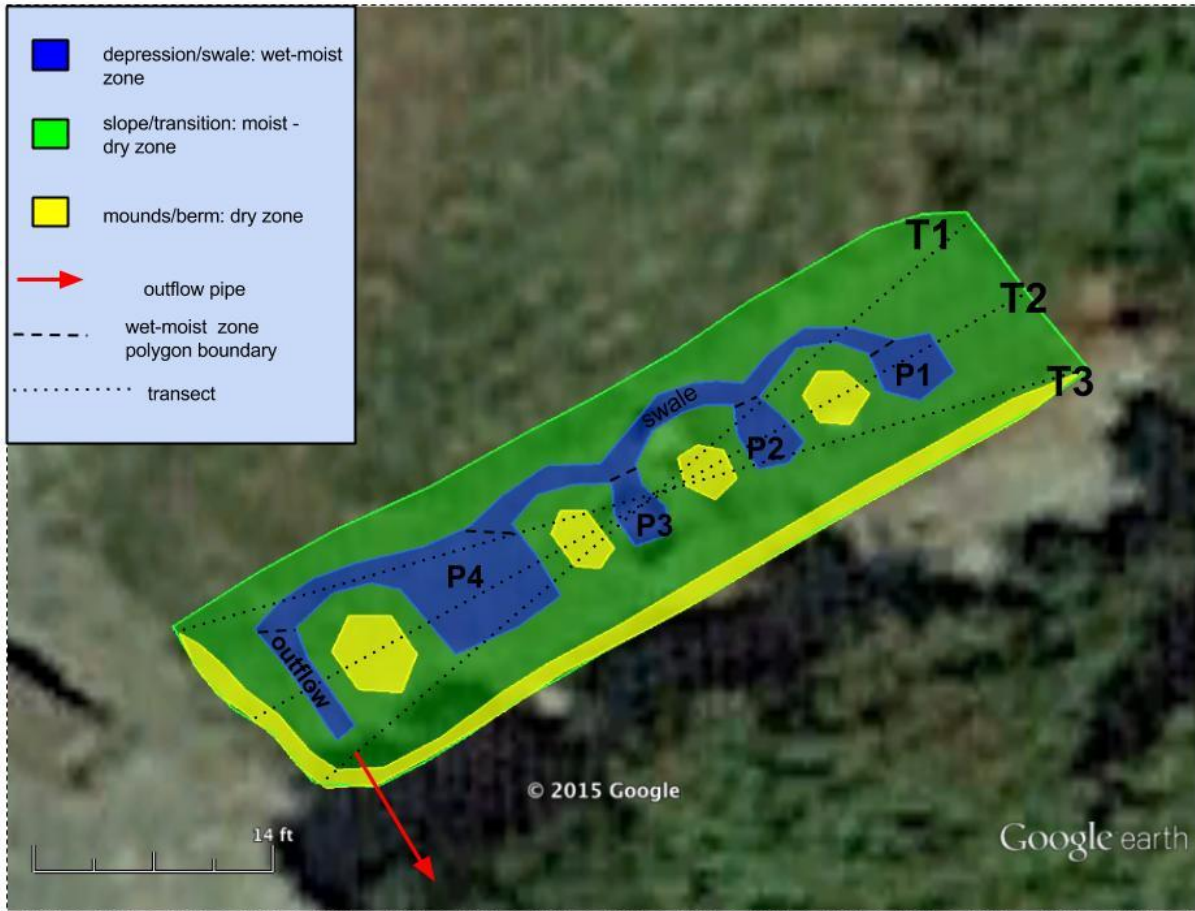 depression/swale: wet-moist
zone
slope/transition: moist -
dry zone
mounds/berm: dry zone
outflow pipe
wet-moist zone
polygon boundary
transect
T1
T2
T3
P1
swale
P2
P3
P4
outflow
© 2015 Google
14 ft
Google earth